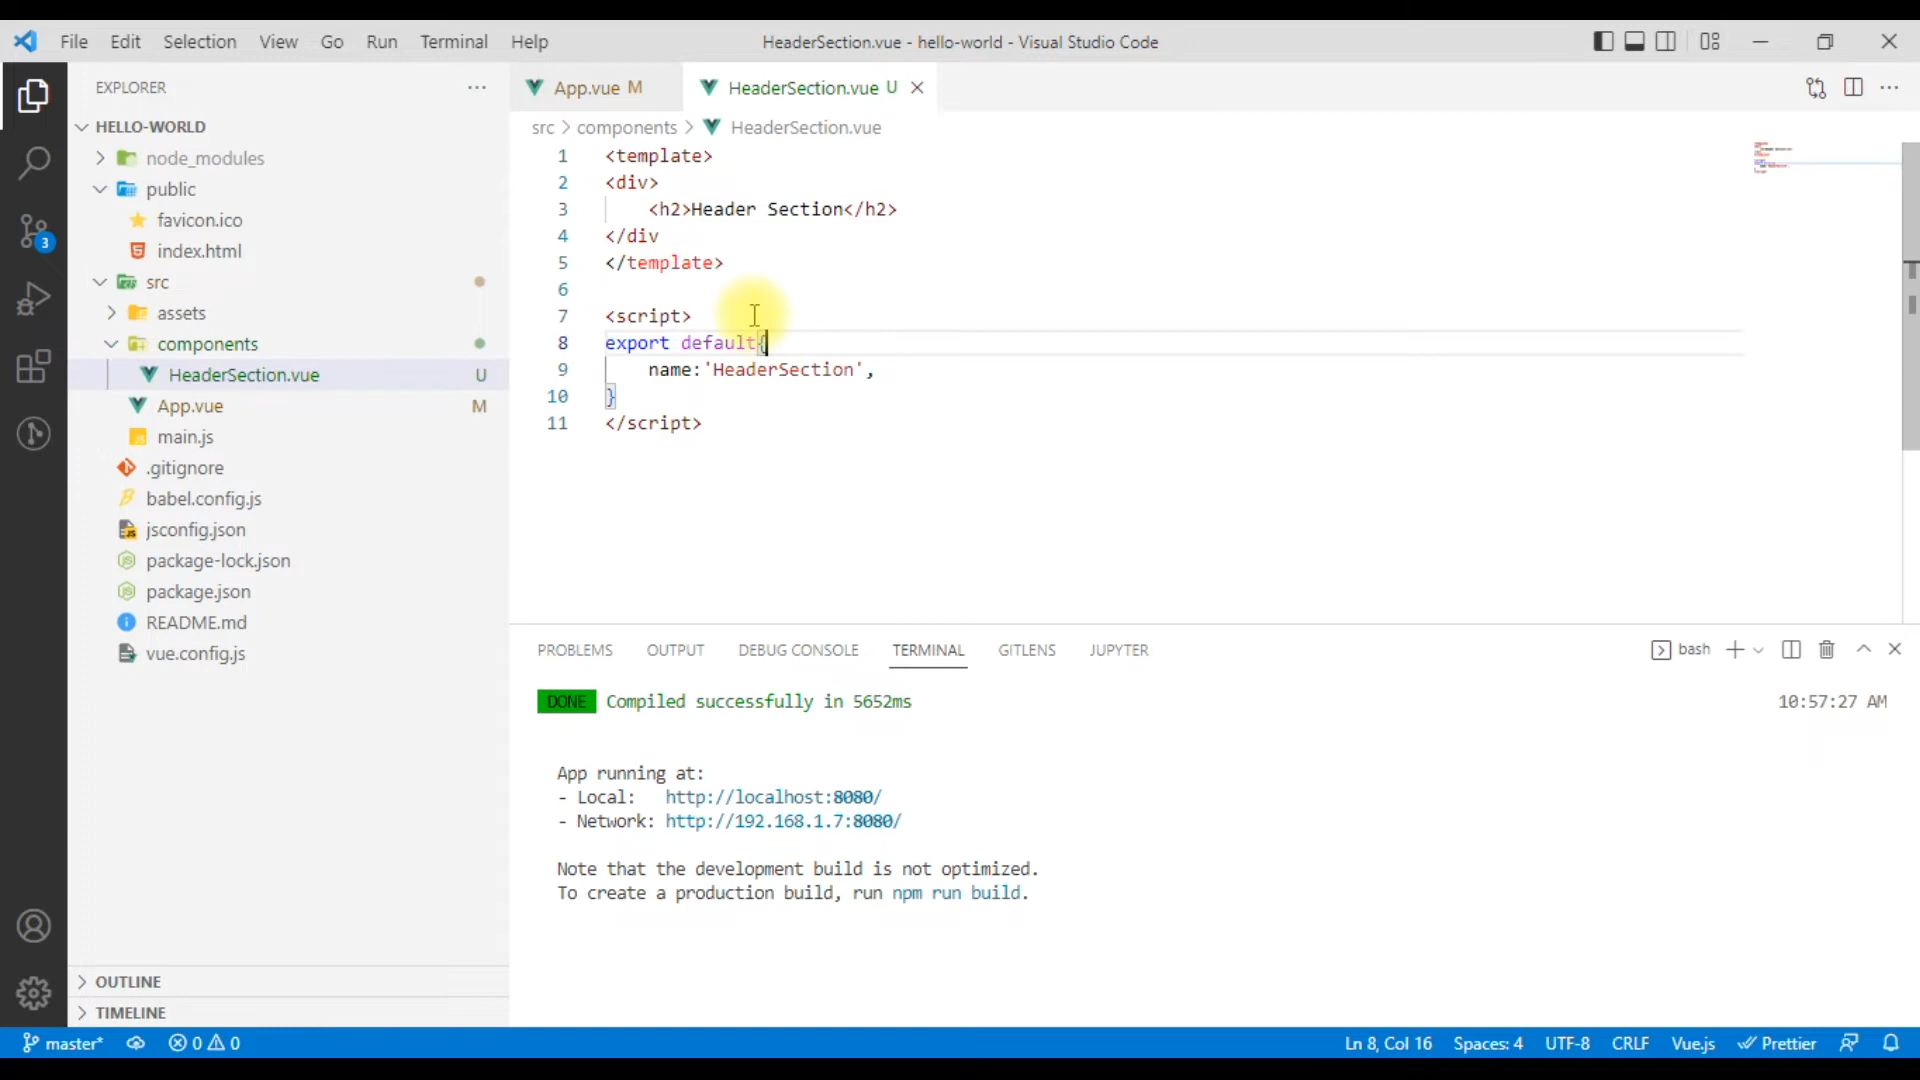 File Edit Selection View Go Run Terminal Help
HeaderSection.vue - hello-world - Visual Studio Code
EXPLORER
HELLO-WORLD
node_modules
public
favicon.ico
index.html
src
assets
components
HeaderSection.vue U
App.vue M
main.js
.gitignore
babel.config.js
jsconfig.json
package-lock.json
package.json
README.md
vue.config.js
OUTLINE
TIMELINE
3
App.vue M HeaderSection.vue U
src > components > HeaderSection.vue
1 <template>
2 <div>
3 <h2>Header Section</h2>
4 </div
5 </template>
6
7 <script>
8 export default{
9 name:'HeaderSection',
10 }
11 </script>
PROBLEMS OUTPUT DEBUG CONSOLE TERMINAL GITLENS JUPYTER
bash
DONE Compiled successfully in 5652ms 10:57:27 AM
App running at:
- Local: http://localhost:8080/
- Network: http://192.168.1.7:8080/
Note that the development build is not optimized.
To create a production build, run npm run build.
master* 0 0 Ln 8, Col 16 Spaces: 4 UTF-8 CRLF Vue.js Prettier